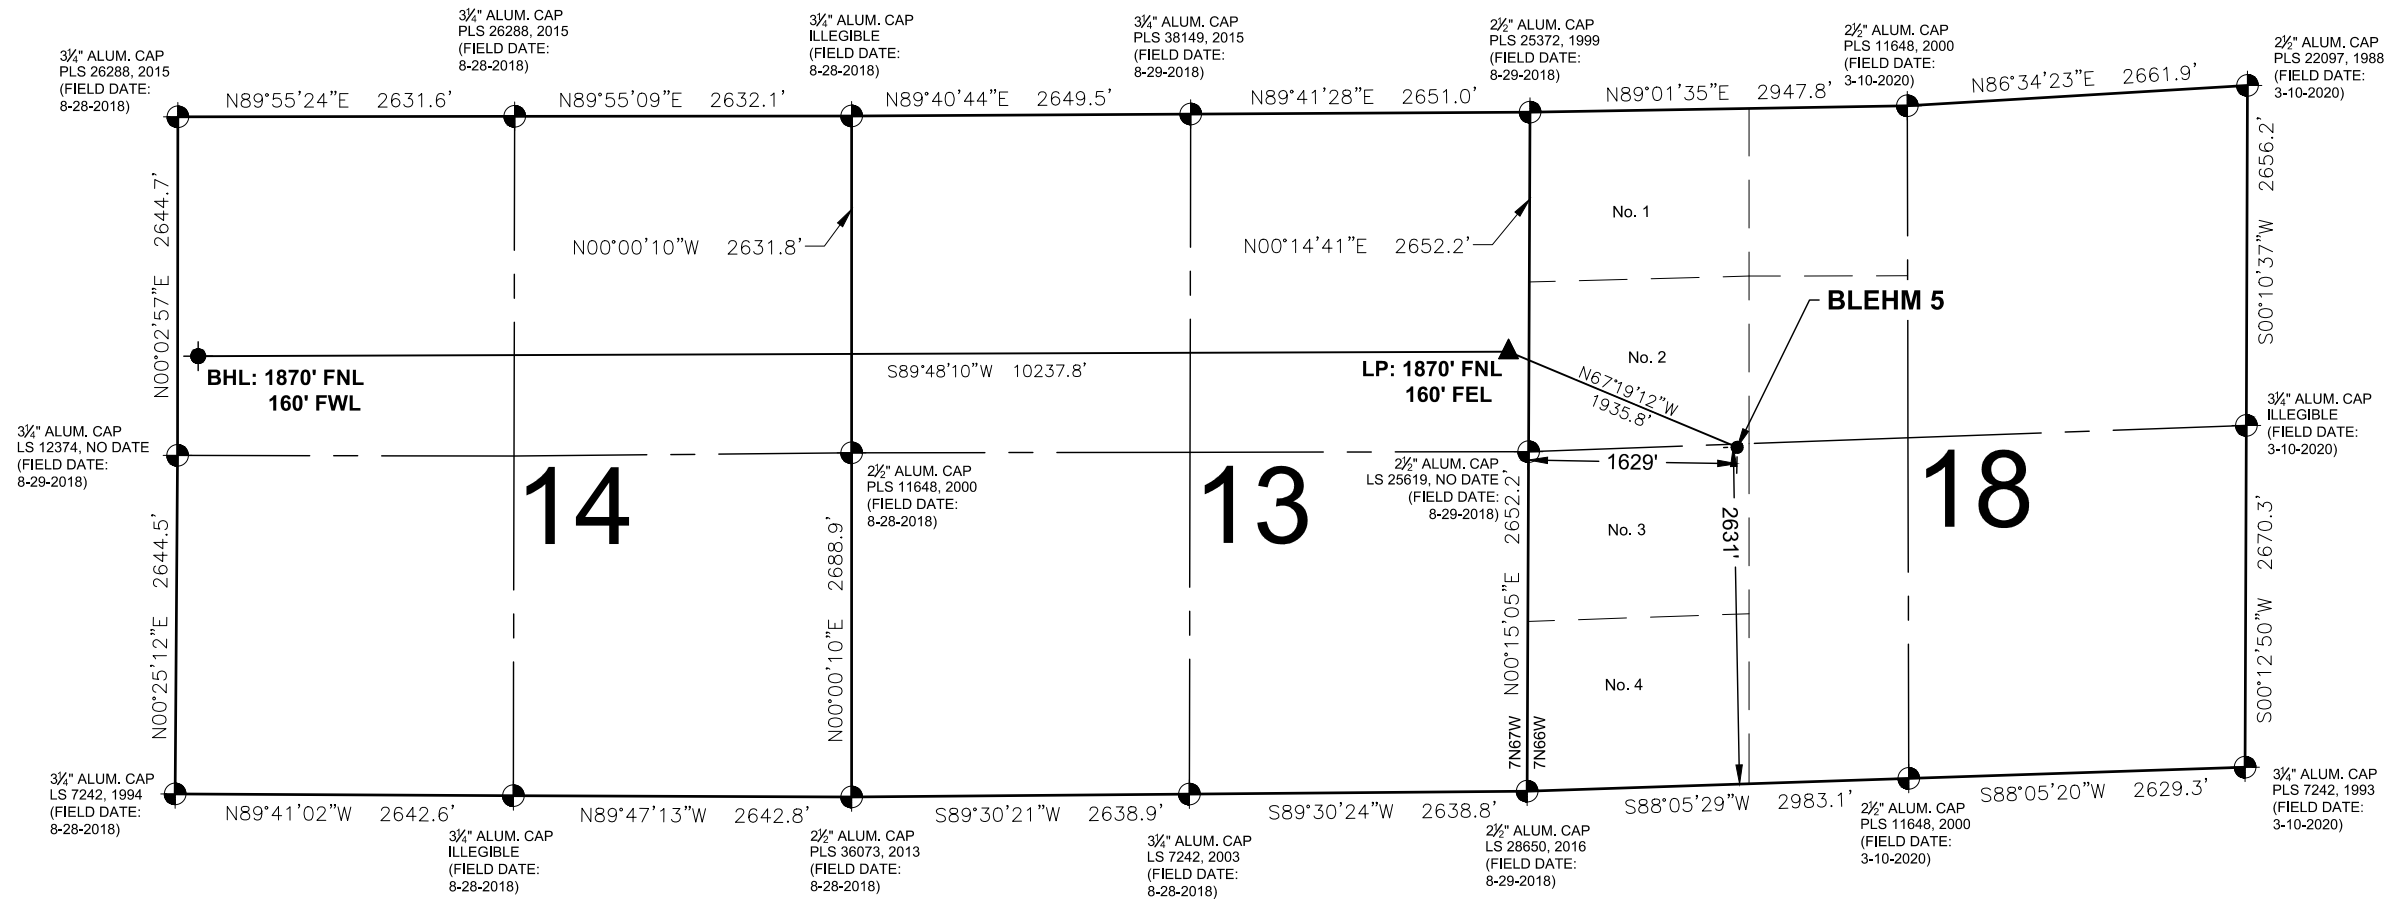 3¼" ALUM. CAP
PLS 26288, 2015
(FIELD DATE:
8-28-2018)
3¼" ALUM. CAP
PLS 26288, 2015
(FIELD DATE:
8-28-2018)
3¼" ALUM. CAP
ILLEGIBLE
(FIELD DATE:
8-28-2018)
3¼" ALUM. CAP
PLS 38149, 2015
(FIELD DATE:
8-29-2018)
2½" ALUM. CAP
PLS 25372, 1999
(FIELD DATE:
8-29-2018)
2½" ALUM. CAP
PLS 11648, 2000
(FIELD DATE:
3-10-2020)
2½" ALUM. CAP
PLS 22097, 1988
(FIELD DATE:
3-10-2020)
N89°55'24"E 2631.6'
N89°55'09"E 2632.1'
N89°40'44"E 2649.5'
N89°41'28"E 2651.0'
N89°01'35"E 2947.8'
N86°34'23"E 2661.9'
N00°02'57"E 2644.7'
N00°00'10"W 2631.8'
N00°14'41"E 2652.2'
S00°10'37"W 2656.2'
No. 1
BLEHM 5
No. 2
BHL: 1870' FNL
160' FWL
S89°48'10"W 10237.8'
LP: 1870' FNL
160' FEL
N67°19'12"W
1935.8'
3¼" ALUM. CAP
LS 12374, NO DATE
(FIELD DATE:
8-29-2018)
2½" ALUM. CAP
PLS 11648, 2000
(FIELD DATE:
8-28-2018)
2½" ALUM. CAP
LS 25619, NO DATE
(FIELD DATE:
8-29-2018)
3¼" ALUM. CAP
ILLEGIBLE
(FIELD DATE:
3-10-2020)
1629'
14
13
18
No. 3
2631'
N00°25'12"E 2644.5'
N00°00'10"E 2688.9'
N00°15'05"E 2652.2'
S00°12'50"W 2670.3'
No. 4
7N67W
7N66W
N89°41'02"W 2642.6'
N89°47'13"W 2642.8'
S89°30'21"W 2638.9'
S89°30'24"W 2638.8'
S88°05'29"W 2983.1'
S88°05'20"W 2629.3'
3¼" ALUM. CAP
LS 7242, 1994
(FIELD DATE:
8-28-2018)
3¼" ALUM. CAP
ILLEGIBLE
(FIELD DATE:
8-28-2018)
2½" ALUM. CAP
PLS 36073, 2013
(FIELD DATE:
8-28-2018)
3¼" ALUM. CAP
LS 7242, 2003
(FIELD DATE:
8-28-2018)
2½" ALUM. CAP
LS 28650, 2016
(FIELD DATE:
8-29-2018)
2½" ALUM. CAP
PLS 11648, 2000
(FIELD DATE:
3-10-2020)
3¼" ALUM. CAP
PLS 7242, 1993
(FIELD DATE:
3-10-2020)